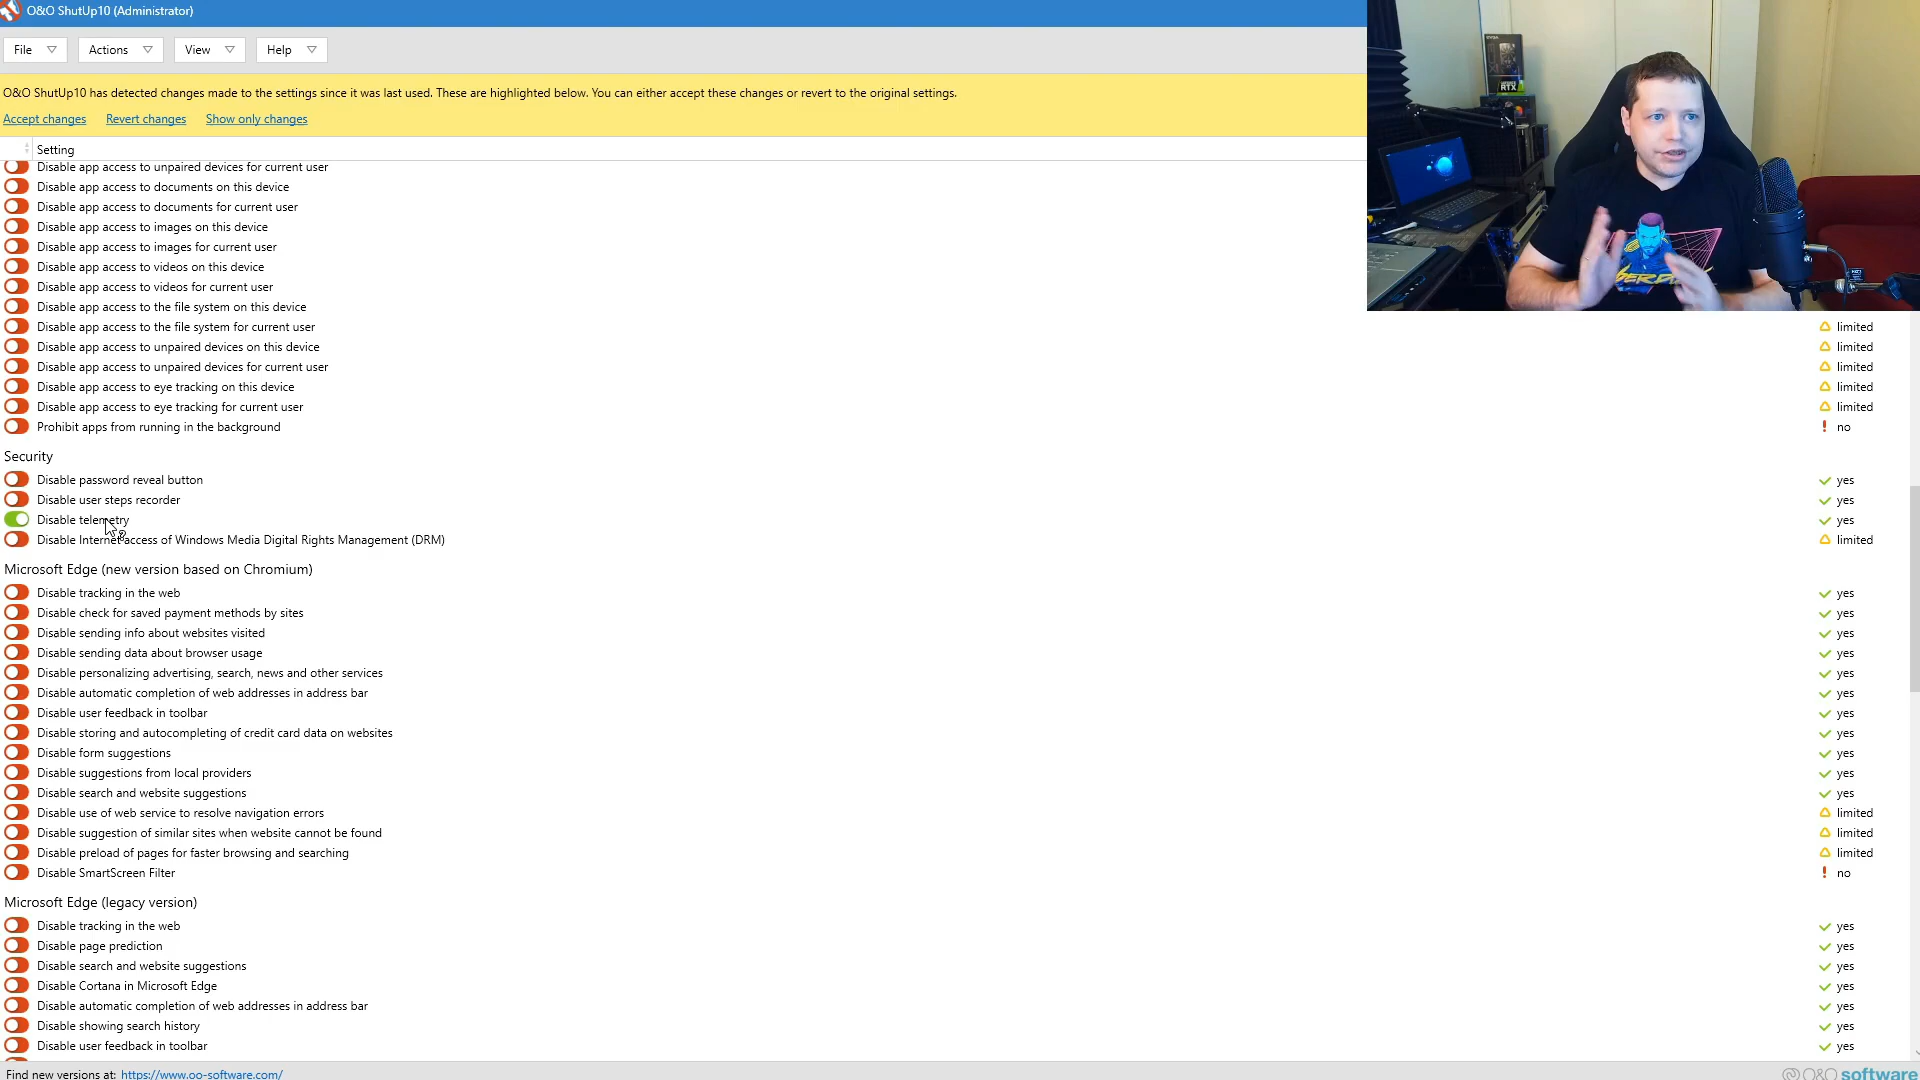 O&O ShutUp10 (Administrator)
File
Actions
View
Help
O&O ShutUp10 has detected changes made to the settings since it was last used. These are highlighted below. You can either accept these changes or revert to the original settings.
Accept changes
Revert changes
Show only changes
Setting
Disable app access to unpaired devices for current user
Disable app access to documents on this device
Disable app access to documents for current user
Disable app access to images on this device
Disable app access to images for current user
Disable app access to videos on this device
Disable app access to videos for current user
Disable app access to the file system on this device
Disable app access to the file system for current user limited
Disable app access to unpaired devices on this device limited
Disable app access to unpaired devices for current user limited
Disable app access to eye tracking on this device limited
Disable app access to eye tracking for current user limited
Prohibit apps from running in the background no
Security
Disable password reveal button yes
Disable user steps recorder yes
Disable telemetry yes
Disable Internet access of Windows Media Digital Rights Management (DRM) limited
Microsoft Edge (new version based on Chromium)
Disable tracking in the web yes
Disable check for saved payment methods by sites yes
Disable sending info about websites visited yes
Disable sending data about browser usage yes
Disable personalizing advertising, search, news and other services yes
Disable automatic completion of web addresses in address bar yes
Disable user feedback in toolbar yes
Disable storing and autocompleting of credit card data on websites yes
Disable form suggestions yes
Disable suggestions from local providers yes
Disable search and website suggestions yes
Disable use of web service to resolve navigation errors limited
Disable suggestion of similar sites when website cannot be found limited
Disable preload of pages for faster browsing and searching limited
Disable SmartScreen Filter no
Microsoft Edge (legacy version)
Disable tracking in the web yes
Disable page prediction yes
Disable search and website suggestions yes
Disable Cortana in Microsoft Edge yes
Disable automatic completion of web addresses in address bar yes
Disable showing search history yes
Disable user feedback in toolbar yes
Find new versions at: https://www.oo-software.com/
O&O software
RTX